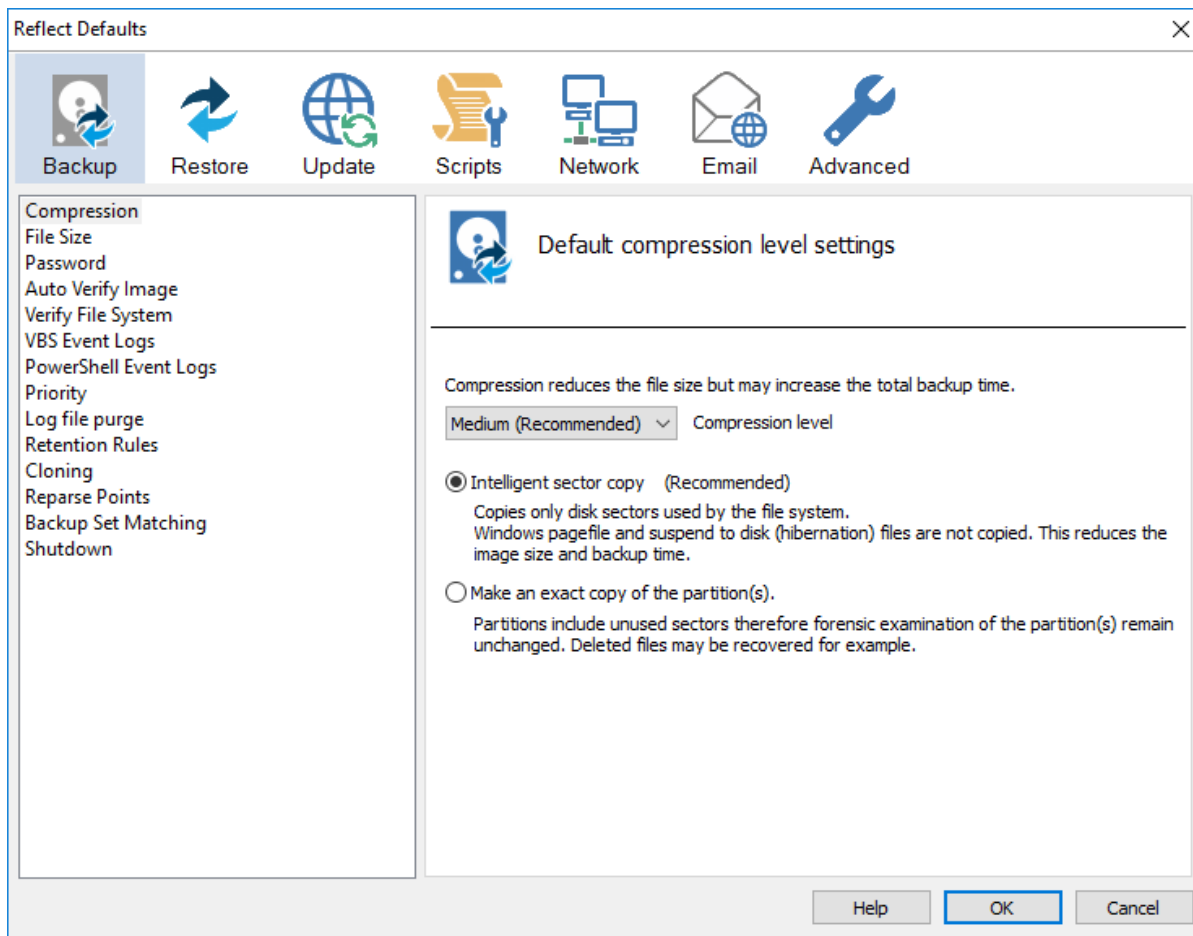 Reflect Defaults
Backup
Restore
Update
Scripts
Network
Email
Advanced
Compression
File Size
Password
Auto Verify Image
Verify File System
VBS Event Logs
PowerShell Event Logs
Priority
Log file purge
Retention Rules
Cloning
Reparse Points
Backup Set Matching
Shutdown
Default compression level settings
Compression reduces the file size but may increase the total backup time.
Medium (Recommended) Compression level
Intelligent sector copy (Recommended)
Copies only disk sectors used by the file system.
Windows pagefile and suspend to disk (hibernation) files are not copied. This reduces the
image size and backup time.
Make an exact copy of the partition(s).
Partitions include unused sectors therefore forensic examination of the partition(s) remain
unchanged. Deleted files may be recovered for example.
Help
OK
Cancel